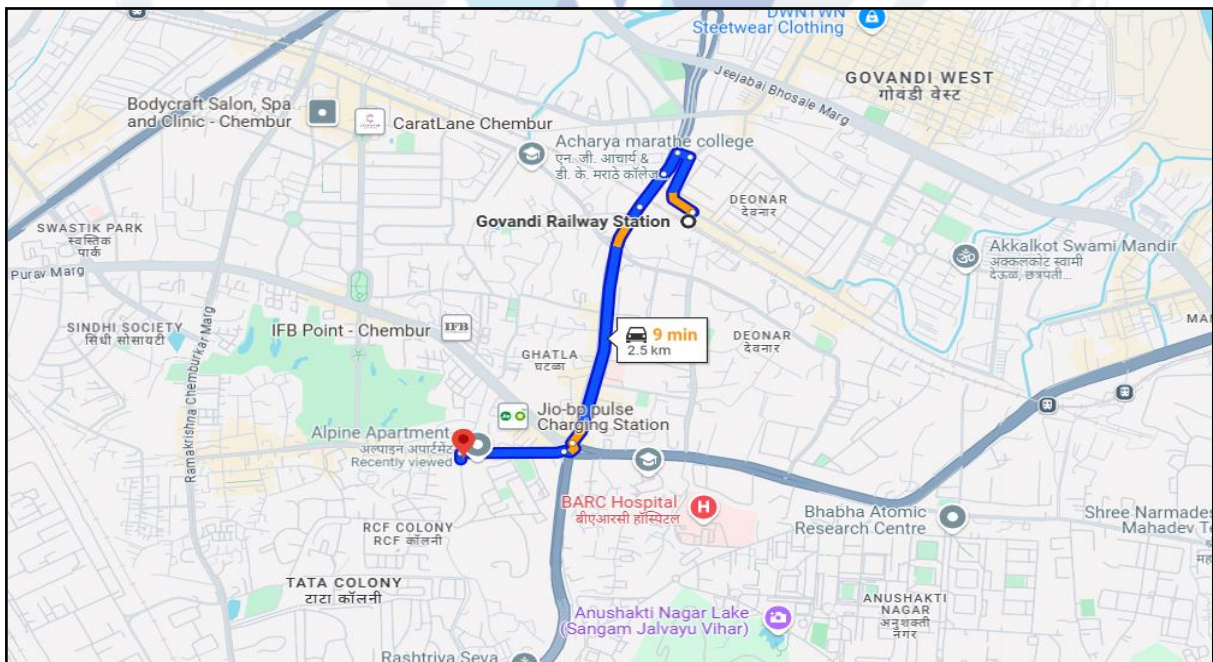 DWNTWN
Steetwear Clothing
GOVANDI WEST
गोवंडी वेस्ट
Jeejabai Bhosale Marg
Bodycraft Salon, Spa
and Clinic - Chembur
CaratLane Chembur
Acharya marathe college
एन. जी. आचार्य &
डी. के. मराठे कॉलेज
DEONAR
देवनार
Govandi Railway Station
SWASTIK PARK
स्वस्तिक
पार्क
Akkalkot Swami Mandir
अक्कलकोट स्वामी
देऊळ, छत्रपती...
Purav Marg
SINDHI SOCIETY
सिंधी सोसायटी
Ramakrishna Chemburkar Marg
IFB Point - Chembur
IFB
9 min
2.5 km
DEONAR
देवनार
MA
GHATLA
घटळा
Jio-bp pulse
Charging Station
Alpine Apartment
अल्पाइन अपार्टमेंट
Recently viewed
BARC Hospital
बीएआरसी हॉस्पिटल
H
Bhabha Atomic
Research Centre
Shree Narmades
Mahadev Te
RCF COLONY
RCF कॉलनी
TATA COLONY
टाटा कॉलनी
ANUSHAKTI
NAGAR
अनुशक्ती
नगर
Anushakti Nagar Lake
(Sangam Jalvayu Vihar)
Rashtriya Seva